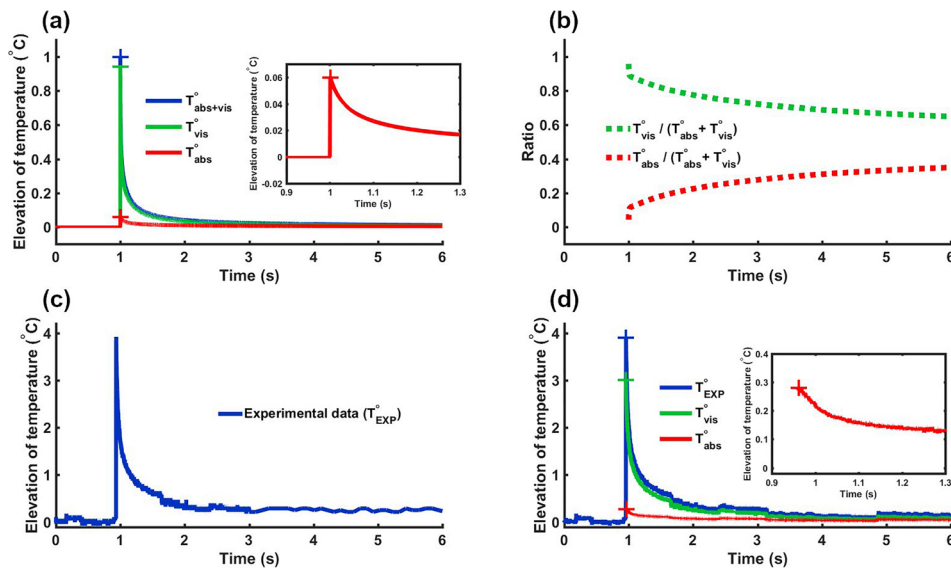 (a)
Elevation of temperature (°C)
1
0.8
0.6
0.4
0.2
0
0 1 2 3 4 5 6
Time (s)
T°abs+vis
T°vis
T°abs
Elevation of temperature (°C)
0.06
0.04
0.02
0
-0.02
0.9 1 1.1 1.2 1.3
Time (s)
(b)
Ratio
1
0.8
0.6
0.4
0.2
0
0 1 2 3 4 5 6
Time (s)
T°vis / (T°abs + T°vis)
T°abs / (T°abs + T°vis)
(c)
Elevation of temperature (°C)
4
3
2
1
0
0 1 2 3 4 5 6
Time (s)
Experimental data (T°EXP)
(d)
Elevation of temperature (°C)
4
3
2
1
0
0 1 2 3 4 5 6
Time (s)
T°EXP
T°vis
T°abs
Elevation of temperature (°C)
0.4
0.3
0.2
0.1
0
0.9 1 1.1 1.2 1.3
Time (s)